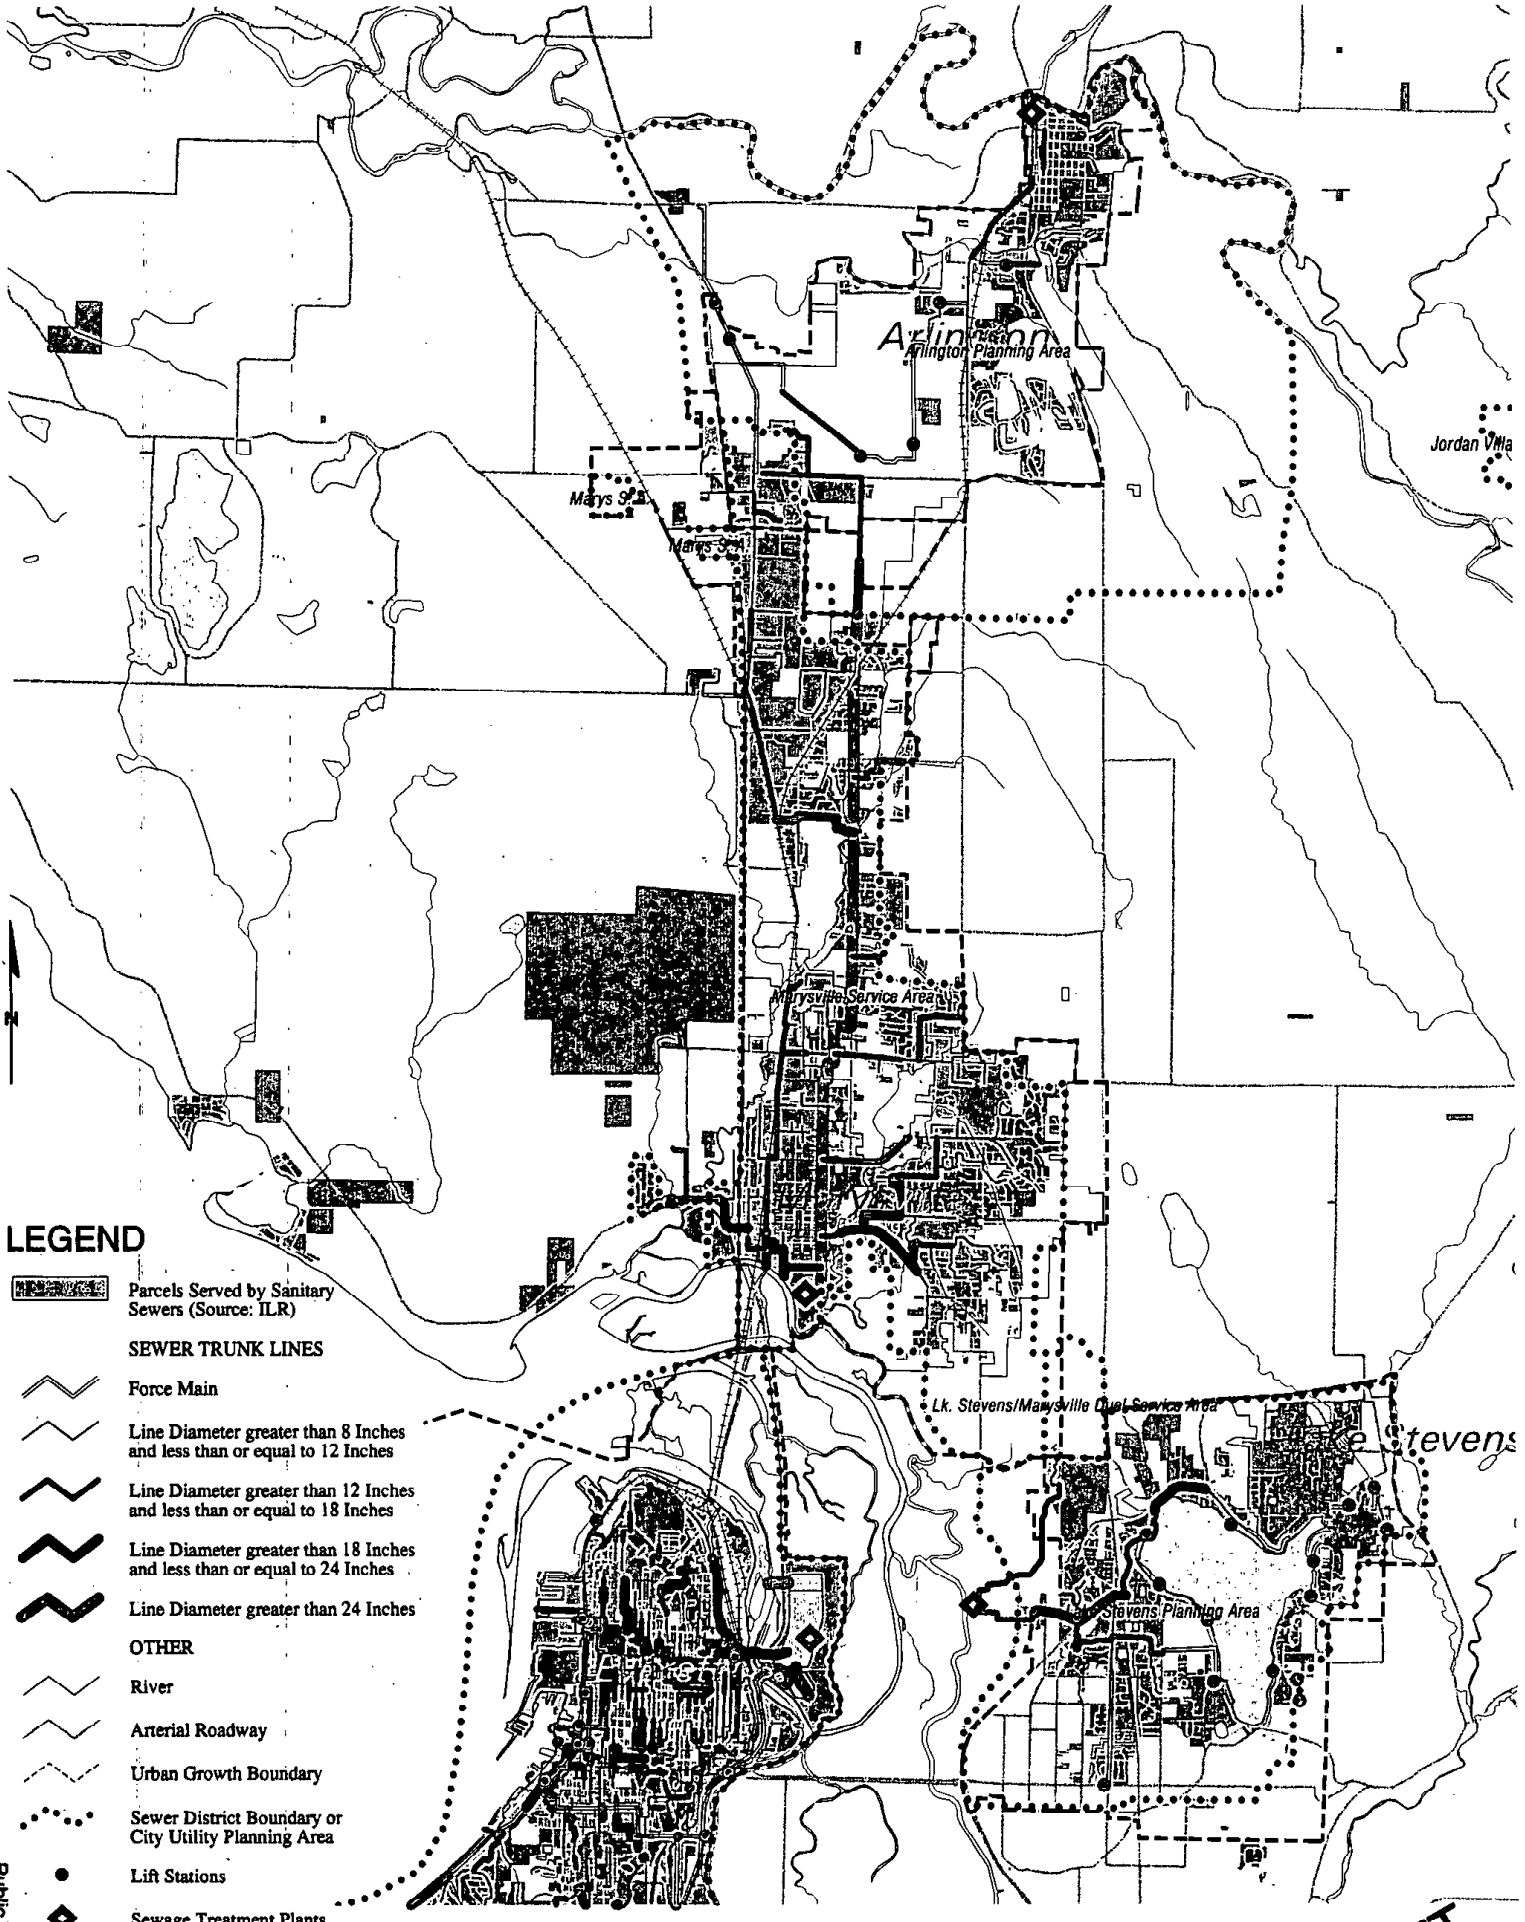 Arlington
Arlington Planning Area
Jordan Villa
Marys S. A.
Marys S. A.
Marysville Service Area
N
LEGEND
Parcels Served by Sanitary
Sewers (Source: ILR)
SEWER TRUNK LINES
Force Main
Line Diameter greater than 8 Inches
and less than or equal to 12 Inches
Line Diameter greater than 12 Inches
and less than or equal to 18 Inches
Line Diameter greater than 18 Inches
and less than or equal to 24 Inches
Line Diameter greater than 24 Inches
OTHER
River
Arterial Roadway
Urban Growth Boundary
Sewer District Boundary or
City Utility Planning Area
Lift Stations
Sewage Treatment Plants
Lk. Stevens/Marysville Duel Service Area
e Stevens
Stevens Planning Area
Public